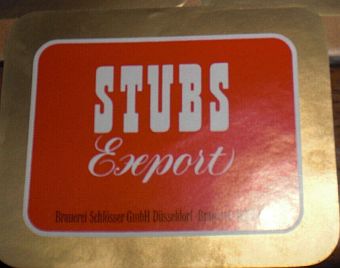 STUBS
Export
Brauerei Schlösser GmbH Düsseldorf